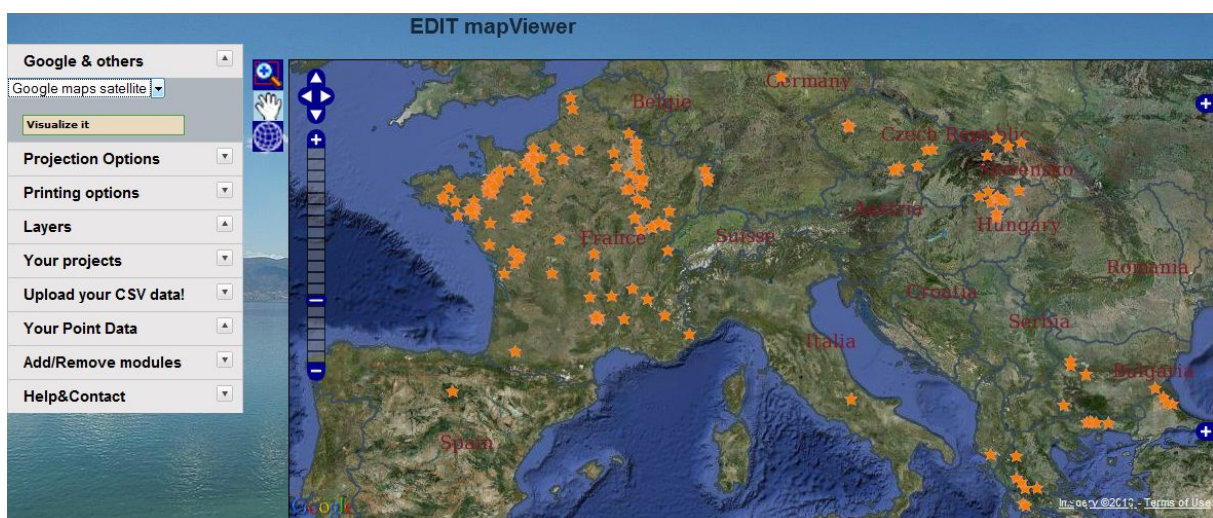 EDIT mapViewer
Google & others
Google maps satellite
Visualize it
Projection Options
Printing options
Layers
Your projects
Upload your CSV data!
Your Point Data
Add/Remove modules
Help&Contact
Germany
Belgie
Czech Republic
Slovensko
Austria
Hungary
France
Suisse
Romania
Croatia
Serbia
Italia
Bulgaria
Spain
Google
Imagery ©2010 - Terms of Use